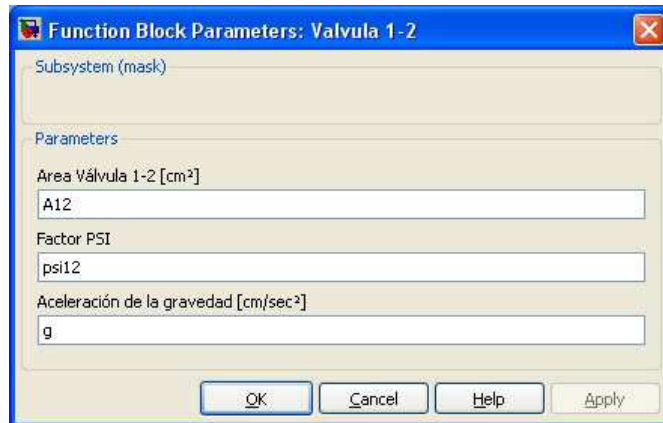 Function Block Parameters: Valvula 1-2
Subsystem (mask)
Parameters
Area Válvula 1-2 [cm²]
A12
Factor PSI
psi12
Aceleración de la gravedad [cm/sec²]
g
OK Cancel Help Apply